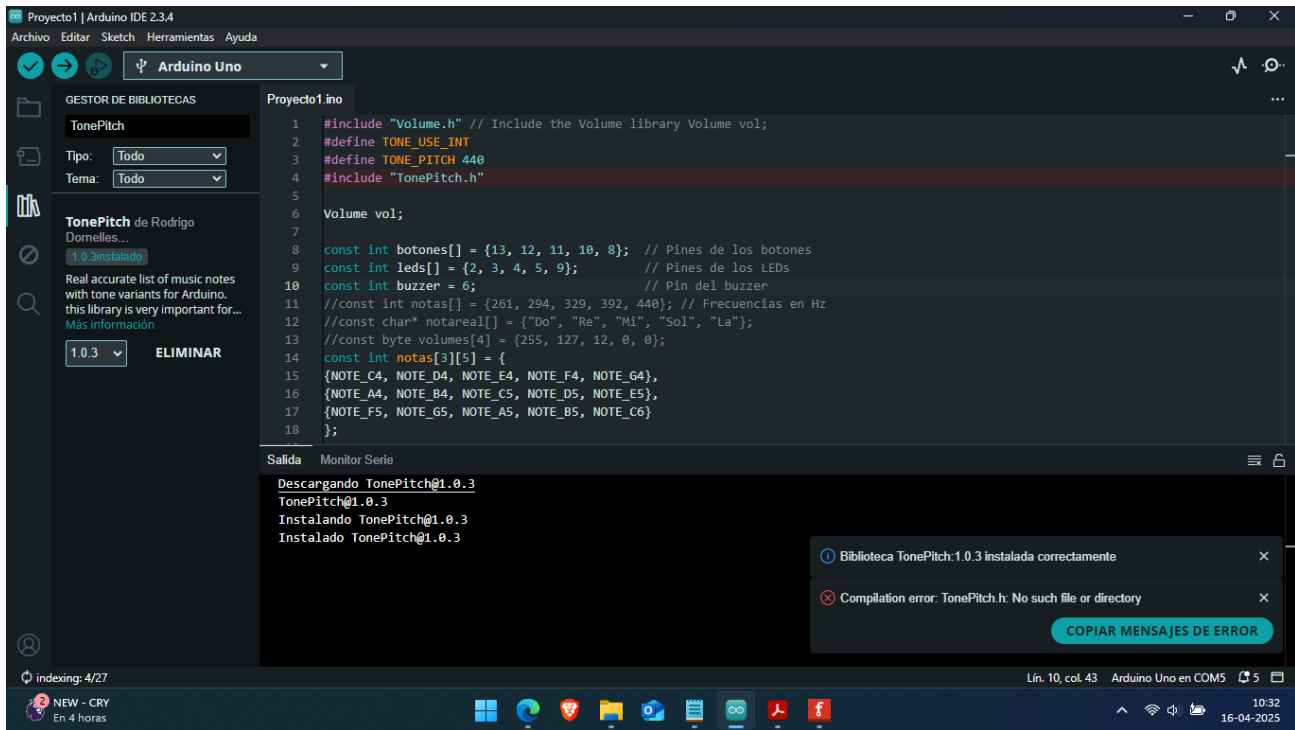 Proyecto1 | Arduino IDE 2.3.4
Archivo Editar Sketch Herramientas Ayuda
Arduino Uno
GESTOR DE BIBLIOTECAS
TonePitch
Tipo: Todo
Tema: Todo
TonePitch de Rodrigo
Dornelles...
1.0.3instalado
Real accurate list of music notes
with tone variants for Arduino.
this library is very important for...
Más información
1.0.3 ELIMINAR
Proyecto1.ino
1 #include "Volume.h" // Include the Volume library Volume vol;
2 #define TONE_USE_INT
3 #define TONE_PITCH 440
4 #include "TonePitch.h"
5
6 Volume vol;
7
8 const int botones[] = {13, 12, 11, 10, 8}; // Pines de los botones
9 const int leds[] = {2, 3, 4, 5, 9}; // Pines de los LEDs
10 const int buzzer = 6; // Pin del buzzer
11 //const int notas[] = {261, 294, 329, 392, 440}; // Frecuencias en Hz
12 //const char* notareal[] = {"Do", "Re", "Mi", "Sol", "La"};
13 //const byte volumes[4] = {255, 127, 12, 0, 0};
14 const int notas[3][5] = {
15 {NOTE_C4, NOTE_D4, NOTE_E4, NOTE_F4, NOTE_G4},
16 {NOTE_A4, NOTE_B4, NOTE_C5, NOTE_D5, NOTE_E5},
17 {NOTE_F5, NOTE_G5, NOTE_A5, NOTE_B5, NOTE_C6}
18 };
Salida Monitor Serie
Descargando TonePitch@1.0.3
TonePitch@1.0.3
Instalando TonePitch@1.0.3
Instalado TonePitch@1.0.3
Biblioteca TonePitch:1.0.3 instalada correctamente
Compilation error: TonePitch.h: No such file or directory
COPIAR MENSAJES DE ERROR
indexing: 4/27
Lín. 10, col. 43 Arduino Uno en COM5 5
2
NEW - CRY
En 4 horas
10:32
16-04-2025